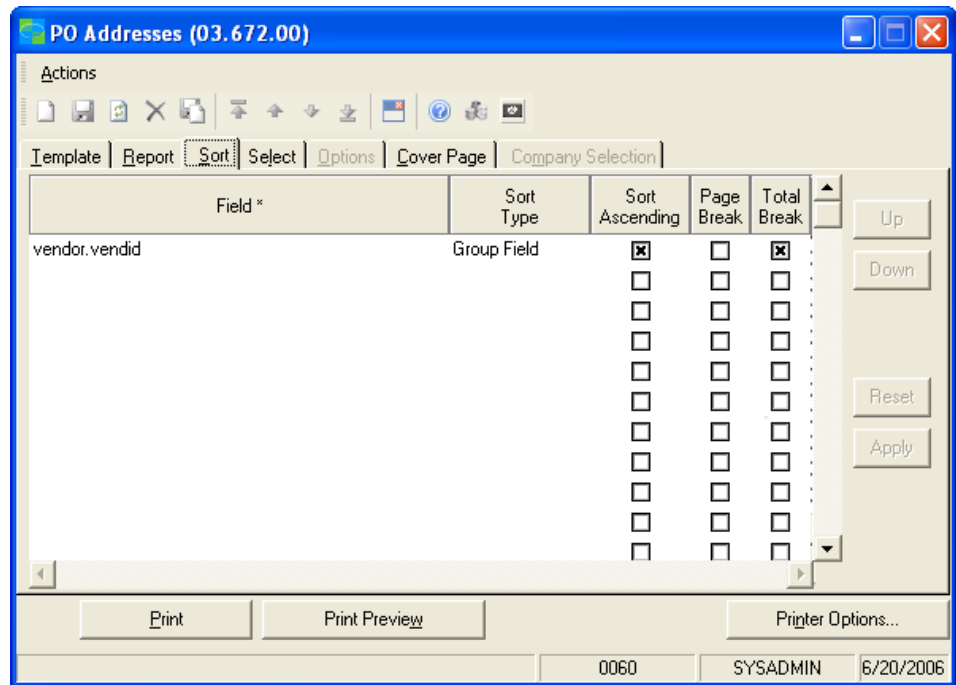 PO Addresses (03.672.00)
Actions
Template Report Sort Select Options Cover Page Company Selection
Field * Sort Type Sort Ascending Page Break Total Break
Up
vendor.vendid Group Field
Down
Reset
Apply
Print Print Preview Printer Options...
0060 SYSADMIN 6/20/2006